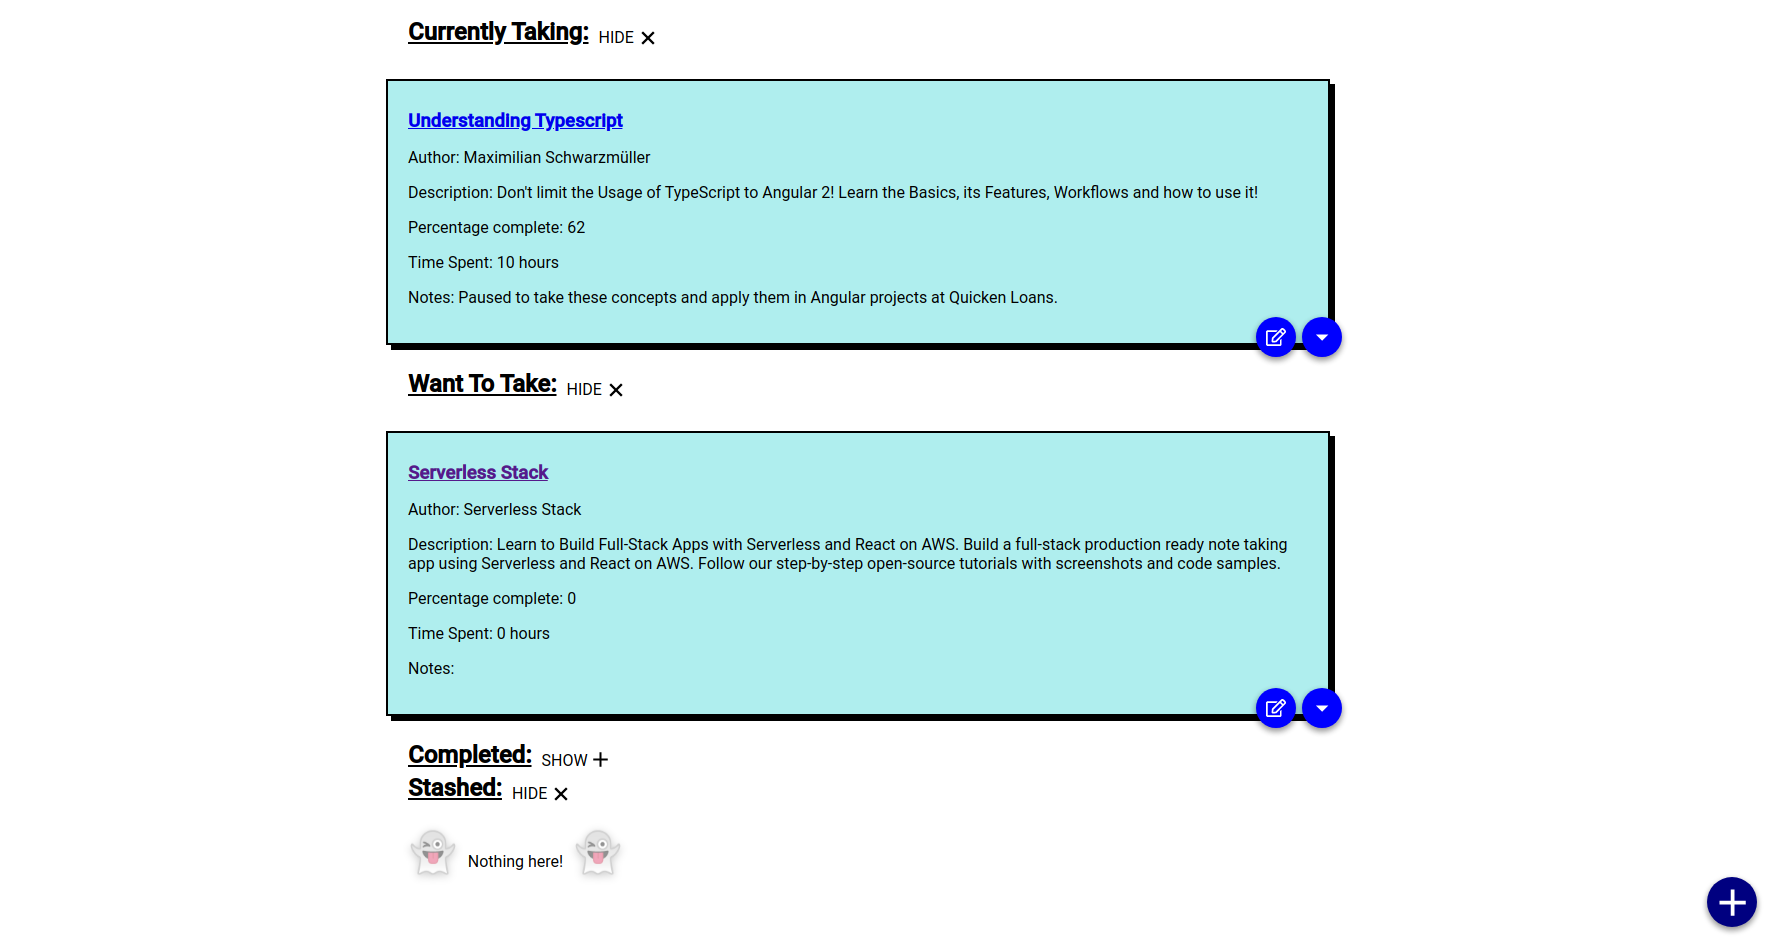 Currently Taking: HIDE
Understanding Typescript
Author: Maximilian Schwarzmüller
Description: Don't limit the Usage of TypeScript to Angular 2! Learn the Basics, its Features, Workflows and how to use it!
Percentage complete: 62
Time Spent: 10 hours
Notes: Paused to take these concepts and apply them in Angular projects at Quicken Loans.
Want To Take: HIDE
Serverless Stack
Author: Serverless Stack
Description: Learn to Build Full-Stack Apps with Serverless and React on AWS. Build a full-stack production ready note taking
app using Serverless and React on AWS. Follow our step-by-step open-source tutorials with screenshots and code samples.
Percentage complete: 0
Time Spent: 0 hours
Notes:
Completed: SHOW
Stashed: HIDE
Nothing here!